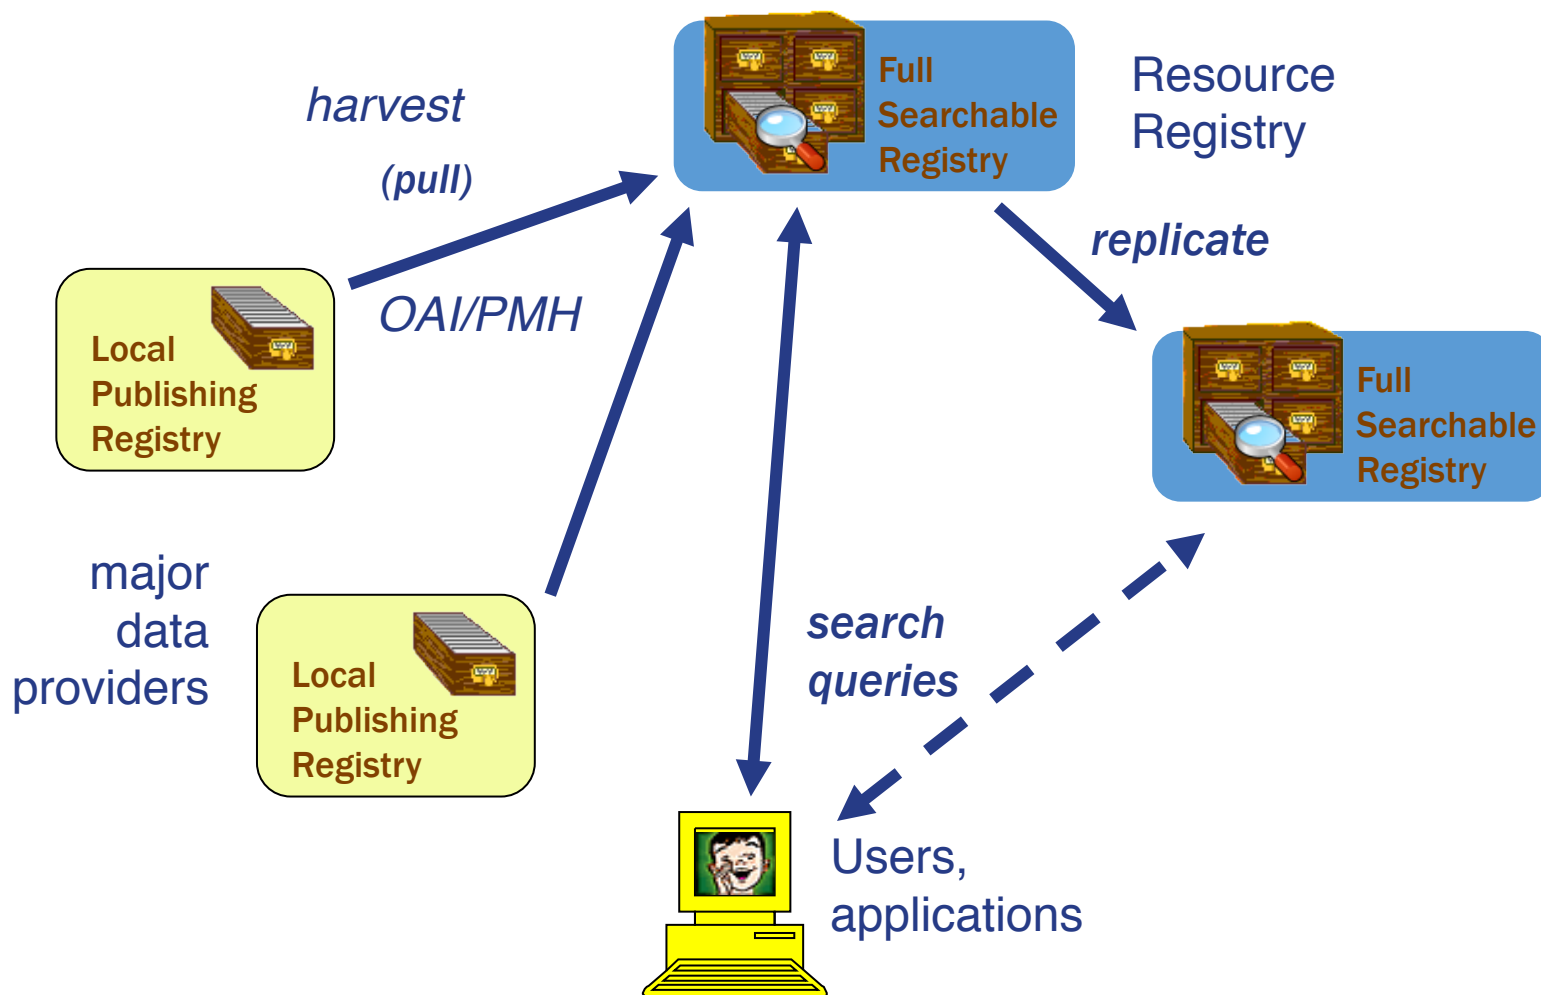 harvest
(pull)
OAI/PMH
Full
Searchable
Registry
Resource
Registry
replicate
Local
Publishing
Registry
Full
Searchable
Registry
major
data
providers
Local
Publishing
Registry
search
queries
Users,
applications